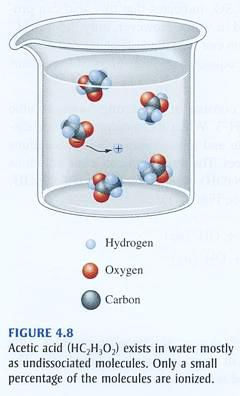 +
Hydrogen
Oxygen
Carbon
FIGURE 4.8
Acetic acid (HC₂H₃O₂) exists in water mostly
as undissociated molecules. Only a small
percentage of the molecules are ionized.